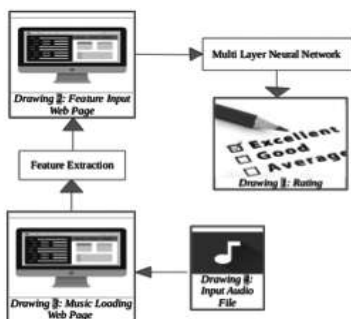 Drawing 2: Feature Input
Web Page
Multi Layer Neural Network
Excellent
Good
Average
Drawing 1: Rating
Feature Extraction
Drawing 3: Music Loading
Web Page
Drawing 4:
Input Audio
File